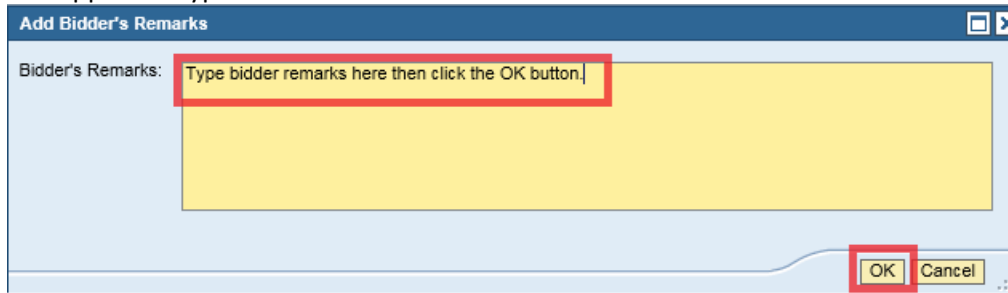 Add Bidder's Remarks
Bidder's Remarks: Type bidder remarks here then click the OK button.
OK Cancel